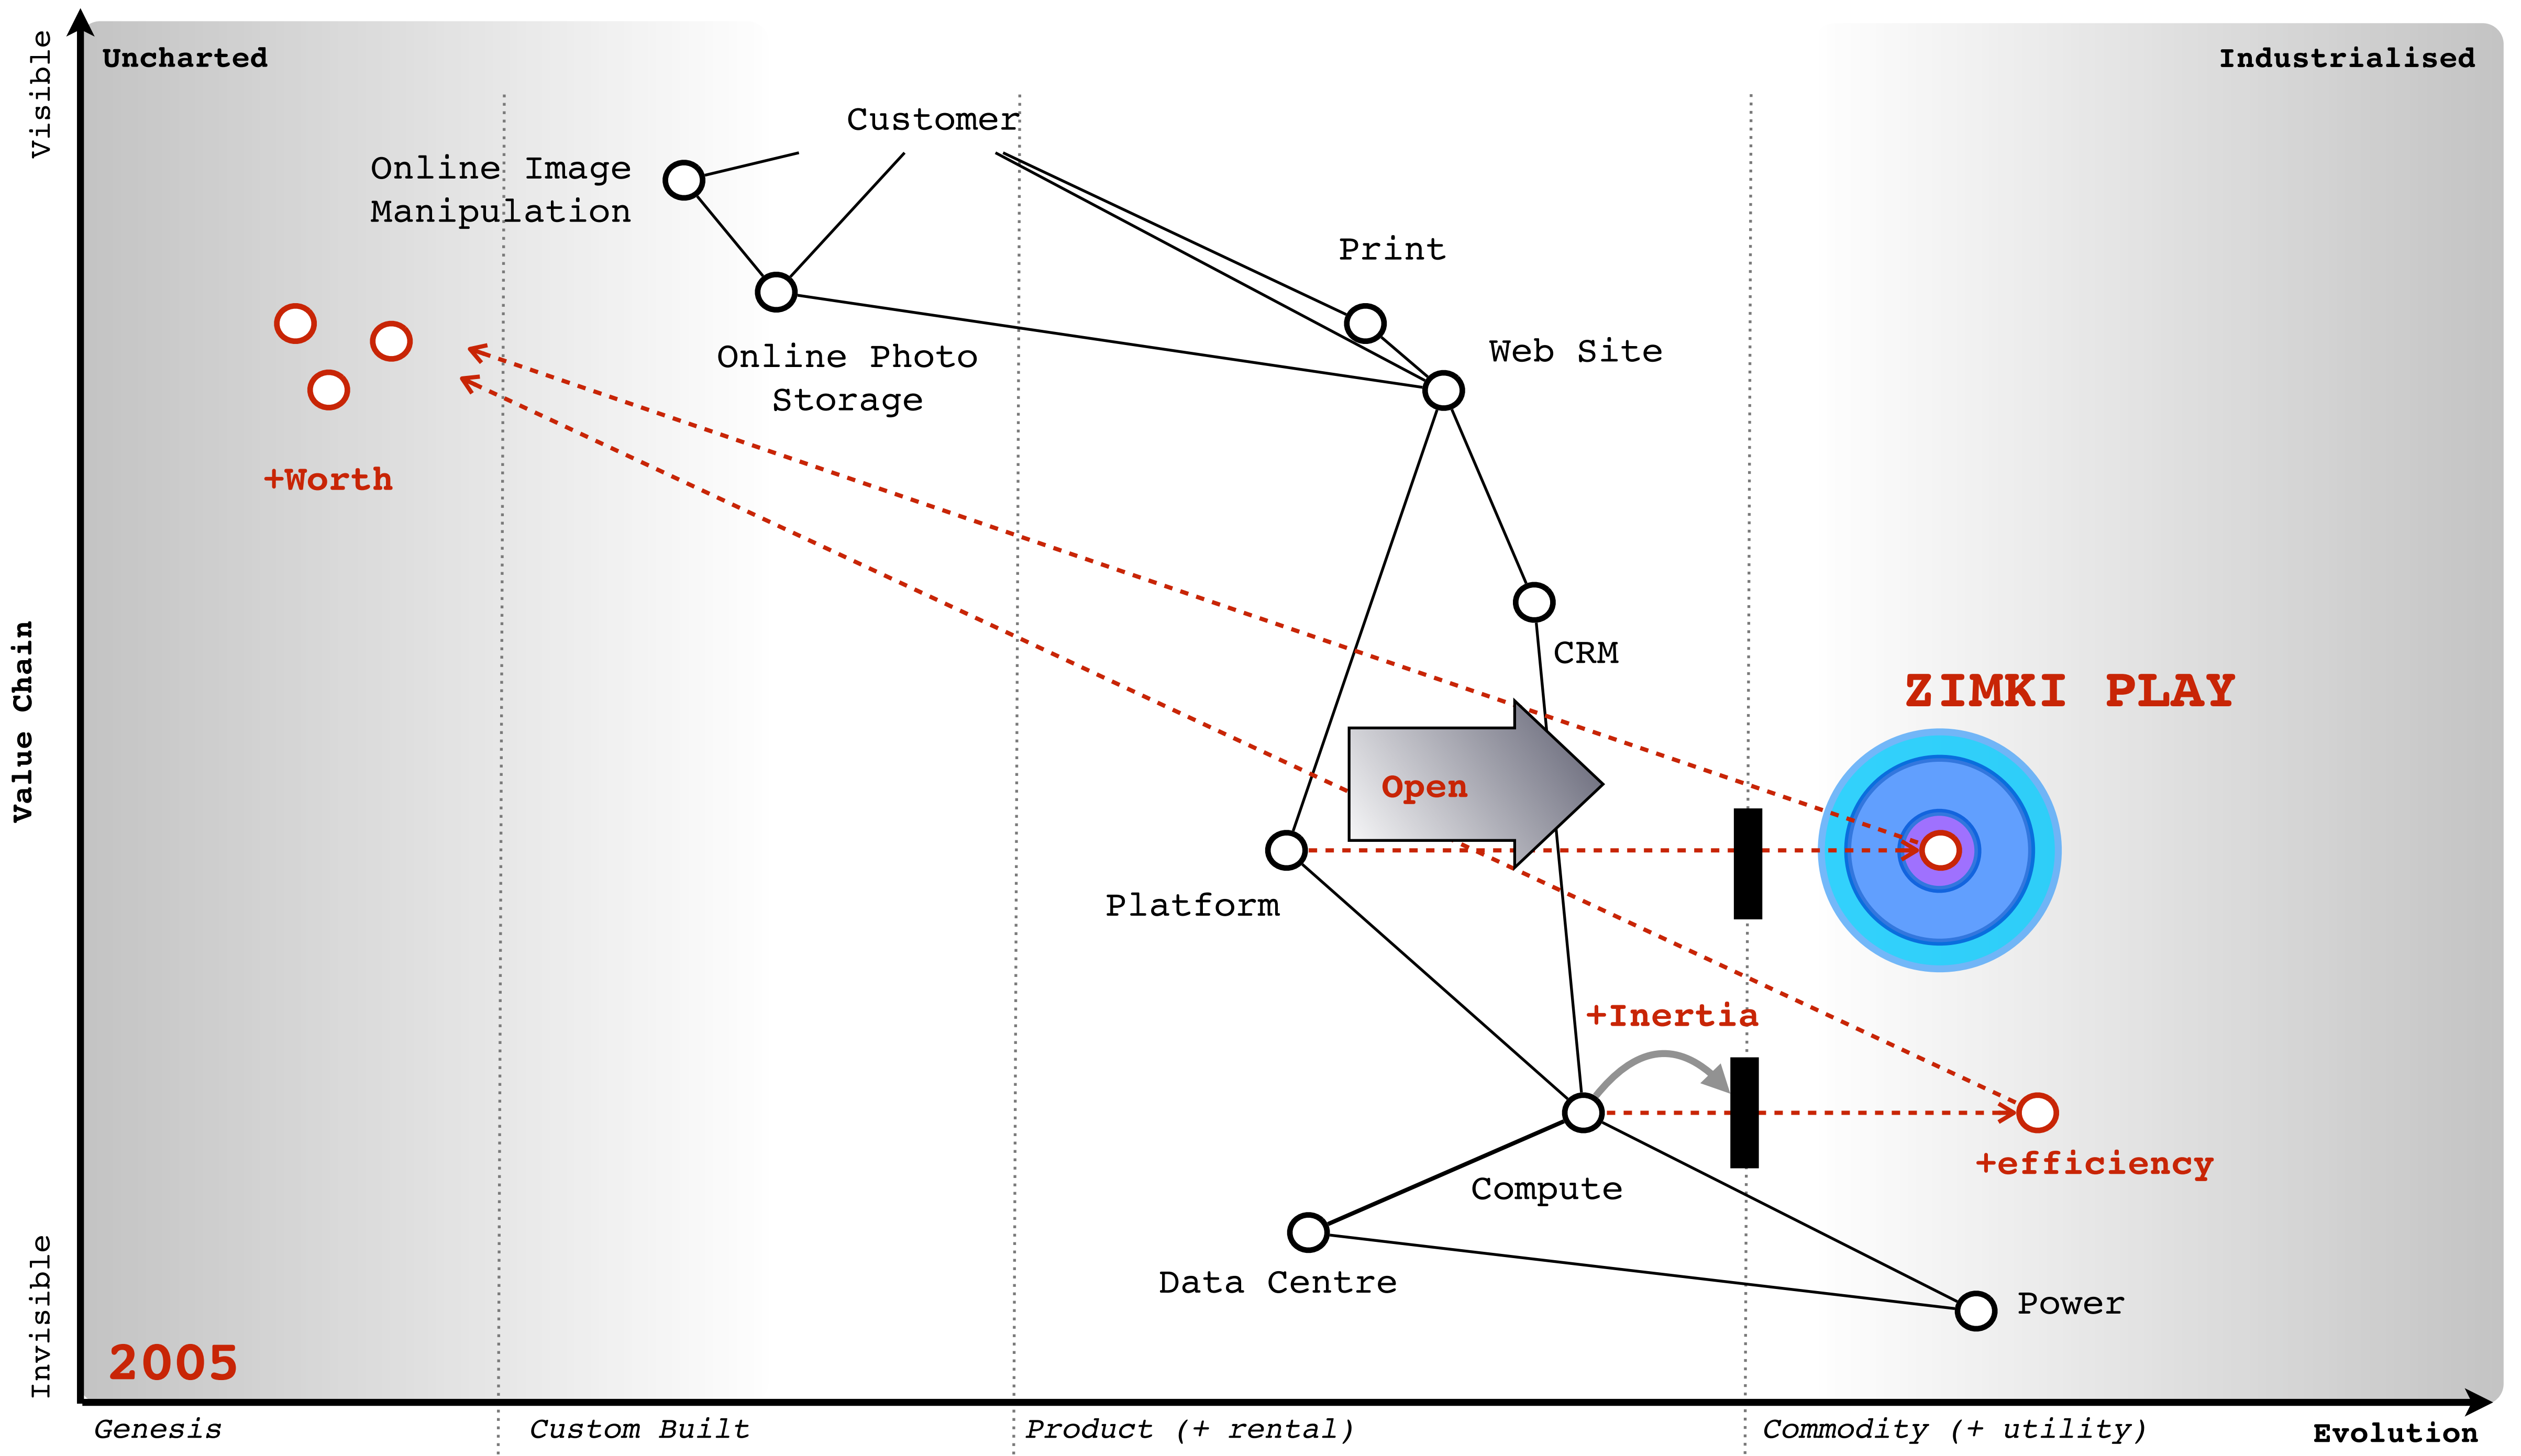 Visible
Uncharted
Industrialised
Customer
Online Image
Manipulation
Print
Web Site
Online Photo
Storage
+Worth
CRM
Value Chain
ZIMKI PLAY
Open
Platform
+Inertia
+efficiency
Compute
Data Centre
Power
Invisible
2005
Genesis
Custom Built
Product (+ rental)
Commodity (+ utility)
Evolution